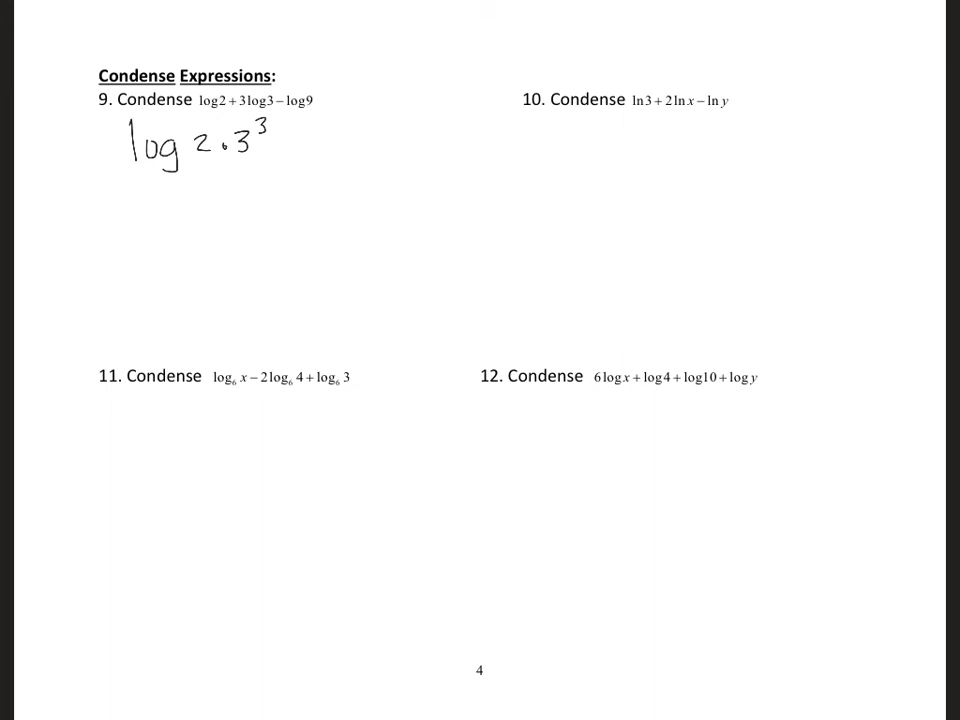 Condense Expressions:
9. Condense log2 + 3log3 − log9
10. Condense ln3 + 2ln x − ln y
log 2 · 3³
11. Condense log₆ x − 2log₆ 4 + log₆ 3
12. Condense 6logx + log4 + log10 + log y
4